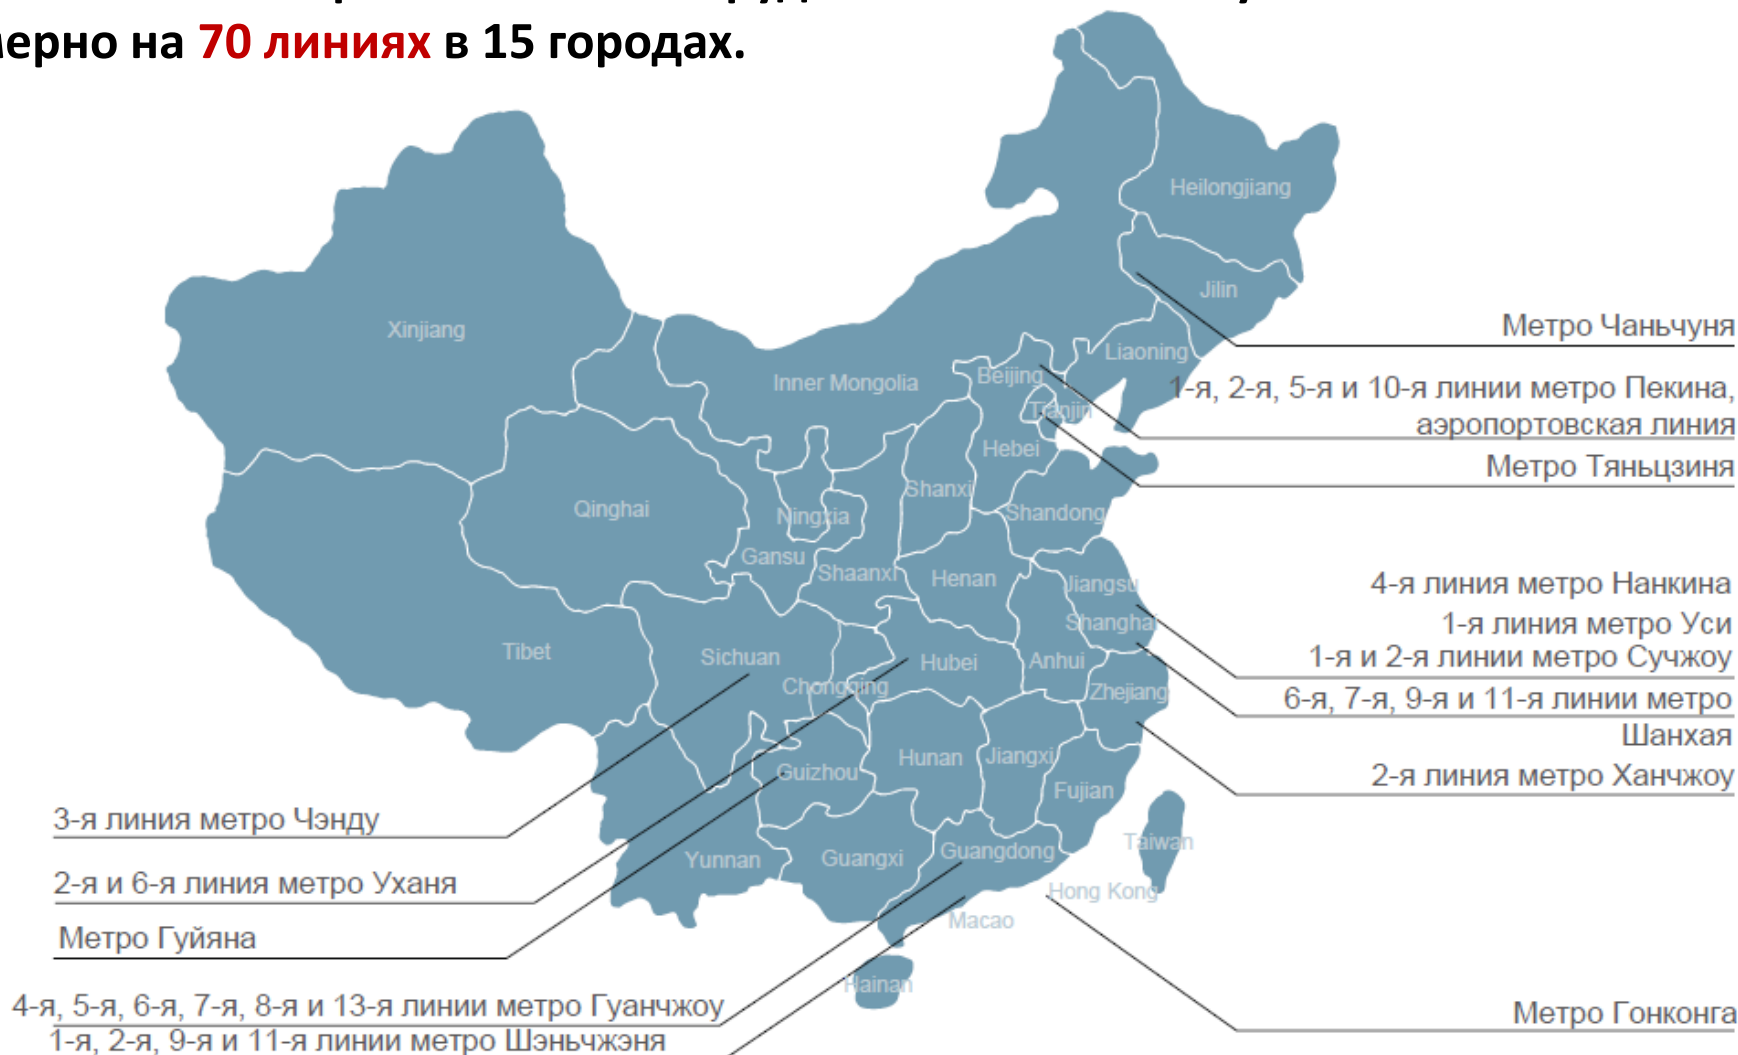 на 70 линиях в 15 городах.
Heilongjiang
Jilin
Xinjiang
Метро Чаньчуня
Liaoning
Inner Mongolia
Beijing
1-я, 2-я, 5-я и 10-я линии метро Пекина,
Tianjin
аэропортовская линия
Hebei
Метро Тяньцзиня
Shanxi
Qinghai
Ningxia
Shandong
Gansu
Shaanxi
Henan
Jiangsu
4-я линия метро Нанкина
Shanghai
1-я линия метро Уси
Tibet
Sichuan
Hubei
Anhui
1-я и 2-я линии метро Сучжоу
Chongqing
Zhejiang
6-я, 7-я, 9-я и 11-я линии метро
Шанхая
Hunan
Jiangxi
Guizhou
2-я линия метро Ханчжоу
Fujian
3-я линия метро Чэнду
Taiwan
Yunnan
Guangxi
Guangdong
2-я и 6-я линия метро Уханя
Hong Kong
Macao
Метро Гуйяна
Hainan
4-я, 5-я, 6-я, 7-я, 8-я и 13-я линии метро Гуанчжоу
Метро Гонконга
1-я, 2-я, 9-я и 11-я линии метро Шэньчжэня